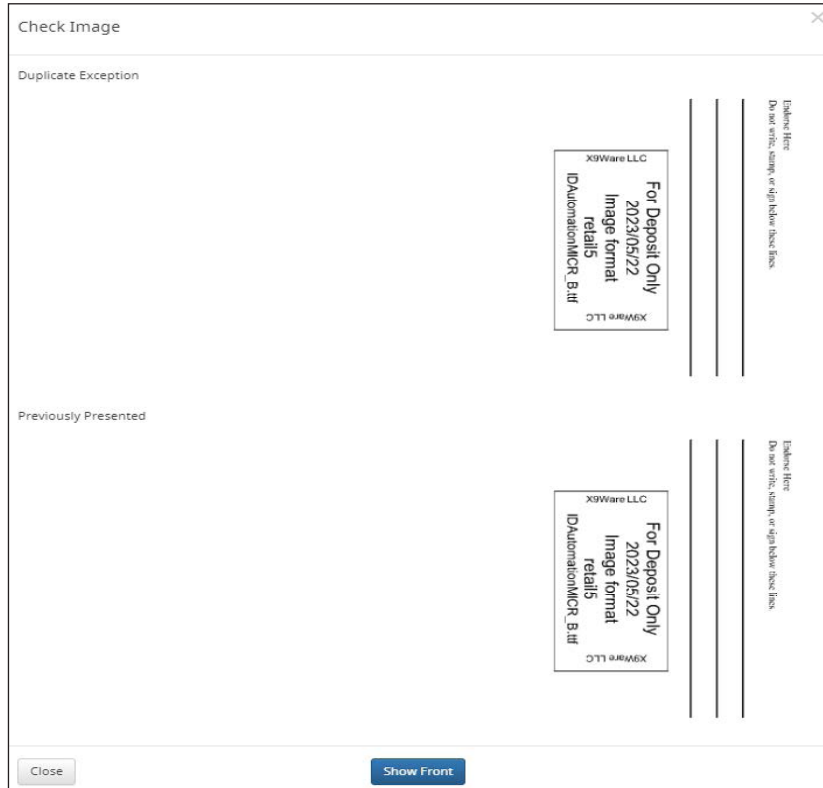 Check Image
×
Duplicate Exception
Endorse Here
Do not write, stamp, or sign below these lines.
X9Ware LLC
For Deposit Only
2023/05/22
Image format
retail5
IDAutomationMICR_B.ttf
X9Ware LLC
Previously Presented
Endorse Here
Do not write, stamp, or sign below these lines.
X9Ware LLC
For Deposit Only
2023/05/22
Image format
retail5
IDAutomationMICR_B.ttf
X9Ware LLC
Close
Show Front